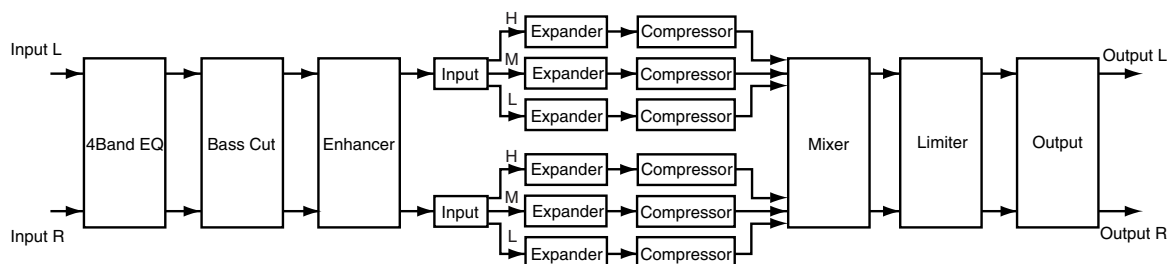 Input L
Input R
4Band EQ
Bass Cut
Enhancer
Input
H
Expander
Compressor
M
Expander
Compressor
L
Expander
Compressor
Input
H
Expander
Compressor
M
Expander
Compressor
L
Expander
Compressor
Mixer
Limiter
Output
Output L
Output R